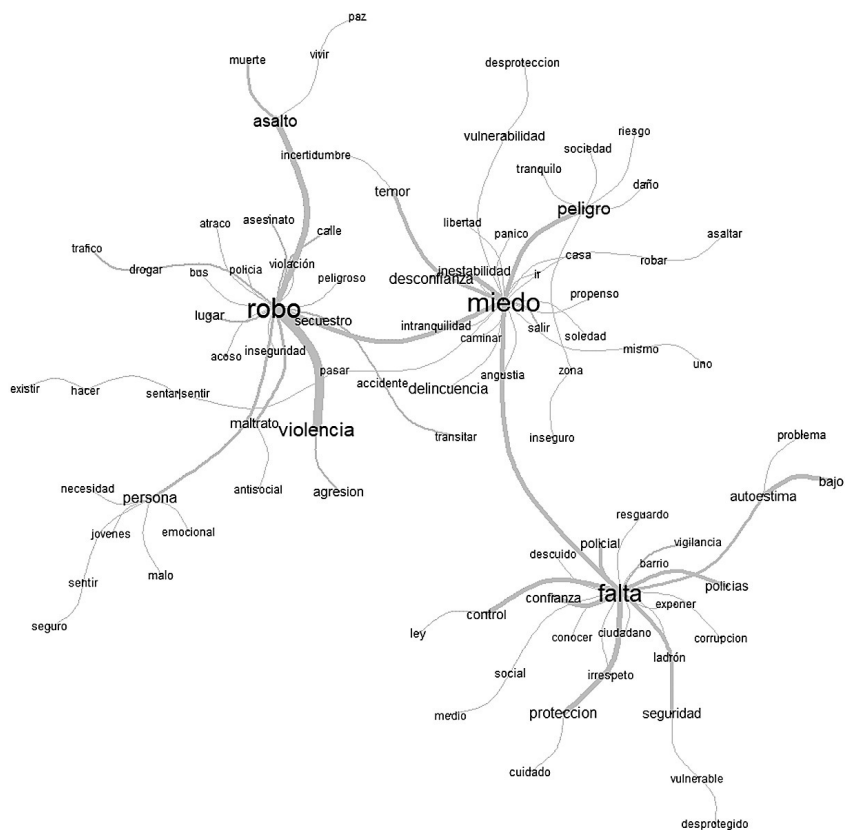 paz
vivir
muerte
desproteccion
asalto
riesgo
vulnerabilidad
sociedad
incertidumbre
tranquilo
temor
daño
peligro
asesinato
atraco
calle
libertad
panico
asaltar
trafico
drogar
bus
policia
violación
peligroso
inestabilidad
desconfianza
ir
casa
robar
propenso
robo
miedo
lugar
secuestro
intranquilidad
salir
caminar
soledad
acoso
inseguridad
mismo
uno
pasar
zona
existir
hacer
sentar|sentir
accidente
delincuencia
angustia
maltrato
violencia
transitar
inseguro
problema
necesidad
persona
antisocial
agresion
autoestima
bajo
jovenes
emocional
resguardo
policial
vigilancia
descuido
barrio
sentir
malo
policias
falta
confianza
exponer
control
seguro
ley
conocer
ciudadano
corrupcion
ladrón
social
irrespeto
medio
proteccion
seguridad
cuidado
vulnerable
desprotegido